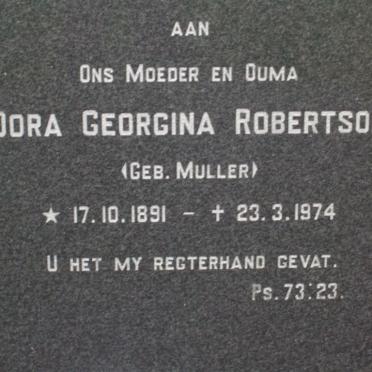 AAN
ONS MOEDER EN OUMA
DORA GEORGINA ROBERTSO
(GEB. MULLER)
★ 17.10.1891 – ✝ 23.3.1974
U HET MY REGTERHAND GEVAT.
PS. 73:23.